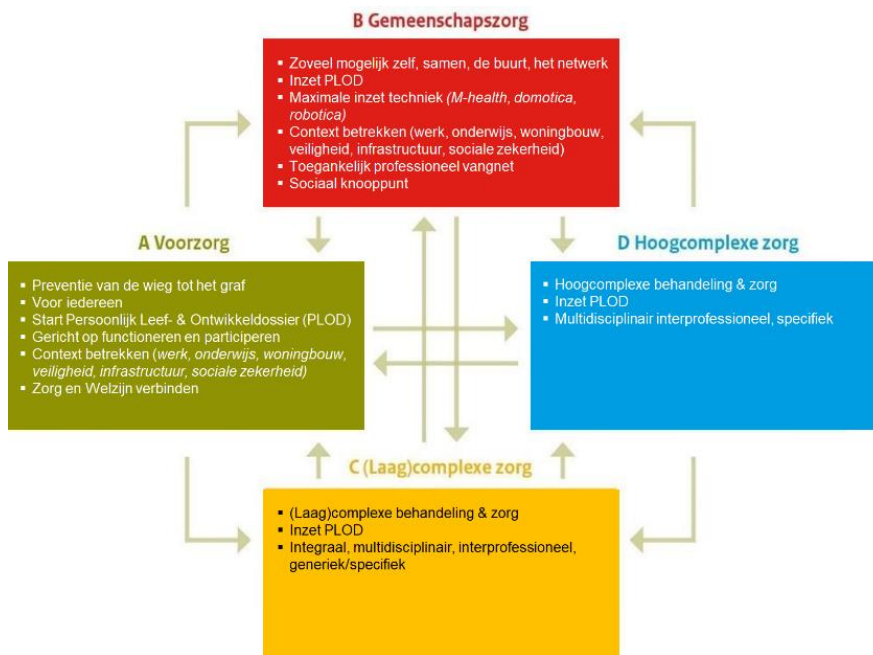 B Gemeenschapszorg
▪ Zoveel mogelijk zelf, samen, de buurt, het netwerk
▪ Inzet PLOD
▪ Maximale inzet techniek (M-health, domotica,
robotica)
▪ Context betrekken (werk, onderwijs, woningbouw,
veiligheid, infrastructuur, sociale zekerheid)
▪ Toegankelijk professioneel vangnet
▪ Sociaal knooppunt
A Voorzorg
▪ Preventie van de wieg tot het graf
▪ Voor iedereen
▪ Start Persoonlijk Leef- & Ontwikkeldossier (PLOD)
▪ Gericht op functioneren en participeren
▪ Context betrekken (werk, onderwijs, woningbouw,
veiligheid, infrastructuur, sociale zekerheid)
▪ Zorg en Welzijn verbinden
D Hoogcomplexe zorg
▪ Hoogcomplexe behandeling & zorg
▪ Inzet PLOD
▪ Multidisciplinair interprofessioneel, specifiek
C (Laag)complexe zorg
▪ (Laag)complexe behandeling & zorg
▪ Inzet PLOD
▪ Integraal, multidisciplinair, interprofessioneel,
generiek/specifiek